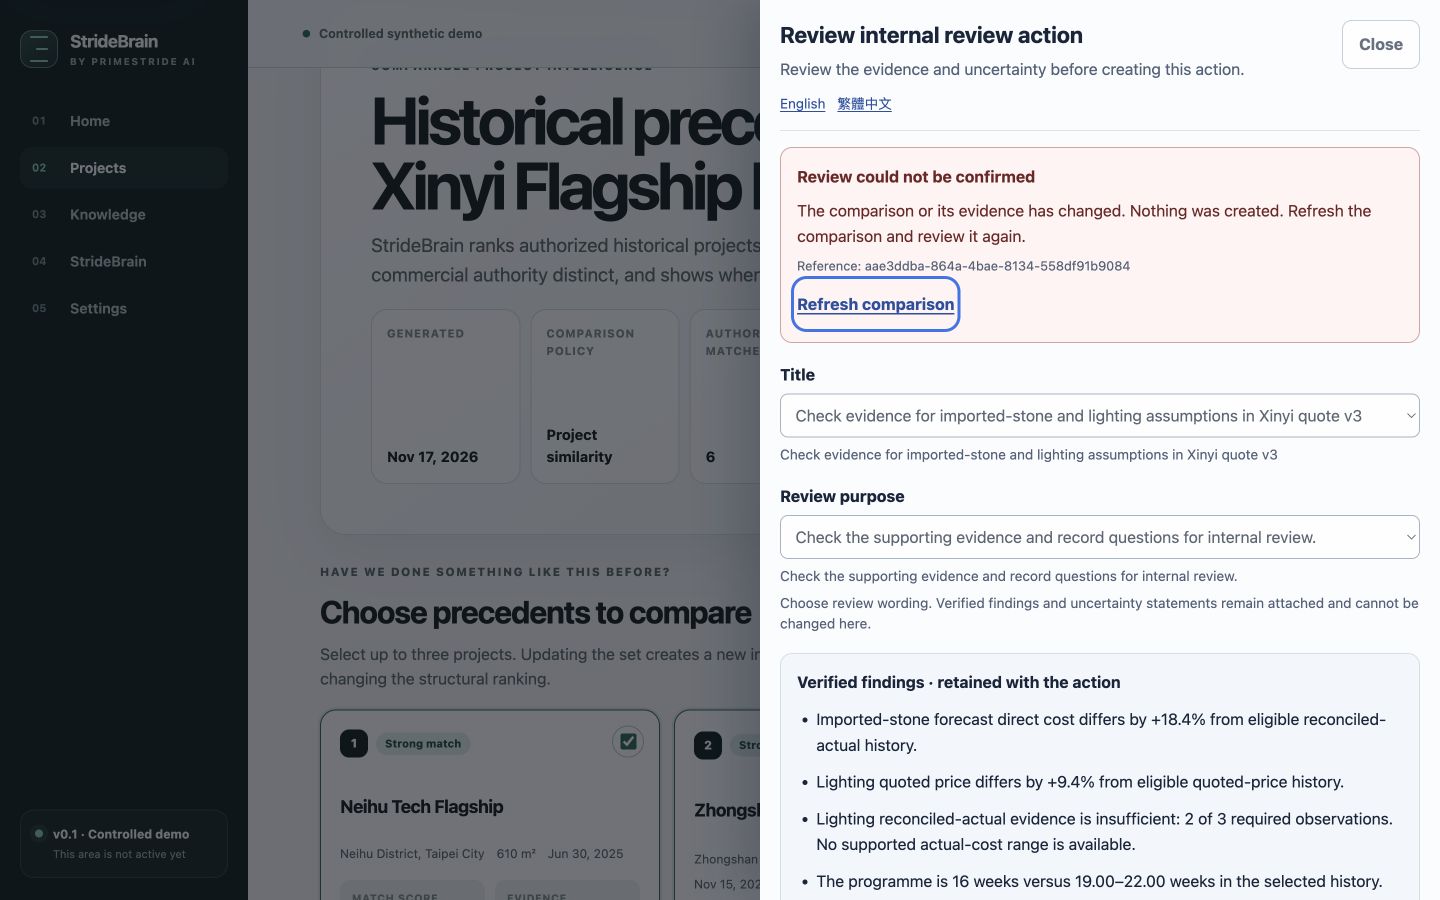 StrideBrain
BY PRIMESTRIDE AI
01 Home
02 Projects
03 Knowledge
04 StrideBrain
05 Settings
v0.1 · Controlled demo
This area is not active yet
Controlled synthetic demo
COMPARABLE PROJECT INTELLIGENCE
Historical
Xinyi Flagship
StrideBrain ranks authorized historical projects
commercial authority distinct, and shows
GENERATED
Nov 17, 2026
COMPARISON
POLICY
Project
similarity
6
HAVE WE DONE SOMETHING LIKE THIS BEFORE?
Choose precedents to compare
Select up to three projects. Updating the set creates a new
changing the structural ranking.
1 Strong match
Neihu Tech Flagship
Neihu District, Taipei City 610 m² Jun 30, 2025
MATCH SCORE EVIDENCE
2
Zhongshan
Nov 15,
Review internal review action
Close
Review the evidence and uncertainty before creating this action.
English 繁體中文
Review could not be confirmed
The comparison or its evidence has changed. Nothing was created. Refresh the
comparison and review it again.
Reference: aae3ddba-864a-4bae-8134-558df91b9084
Refresh comparison
Title
Check evidence for imported-stone and lighting assumptions in Xinyi quote v3
Check evidence for imported-stone and lighting assumptions in Xinyi quote v3
Review purpose
Check the supporting evidence and record questions for internal review.
Check the supporting evidence and record questions for internal review.
Choose review wording. Verified findings and uncertainty statements remain attached and cannot be
changed here.
Verified findings · retained with the action
• Imported-stone forecast direct cost differs by +18.4% from eligible reconciled-
actual history.
• Lighting quoted price differs by +9.4% from eligible quoted-price history.
• Lighting reconciled-actual evidence is insufficient: 2 of 3 required observations.
No supported actual-cost range is available.
• The programme is 16 weeks versus 19.00–22.00 weeks in the selected history.